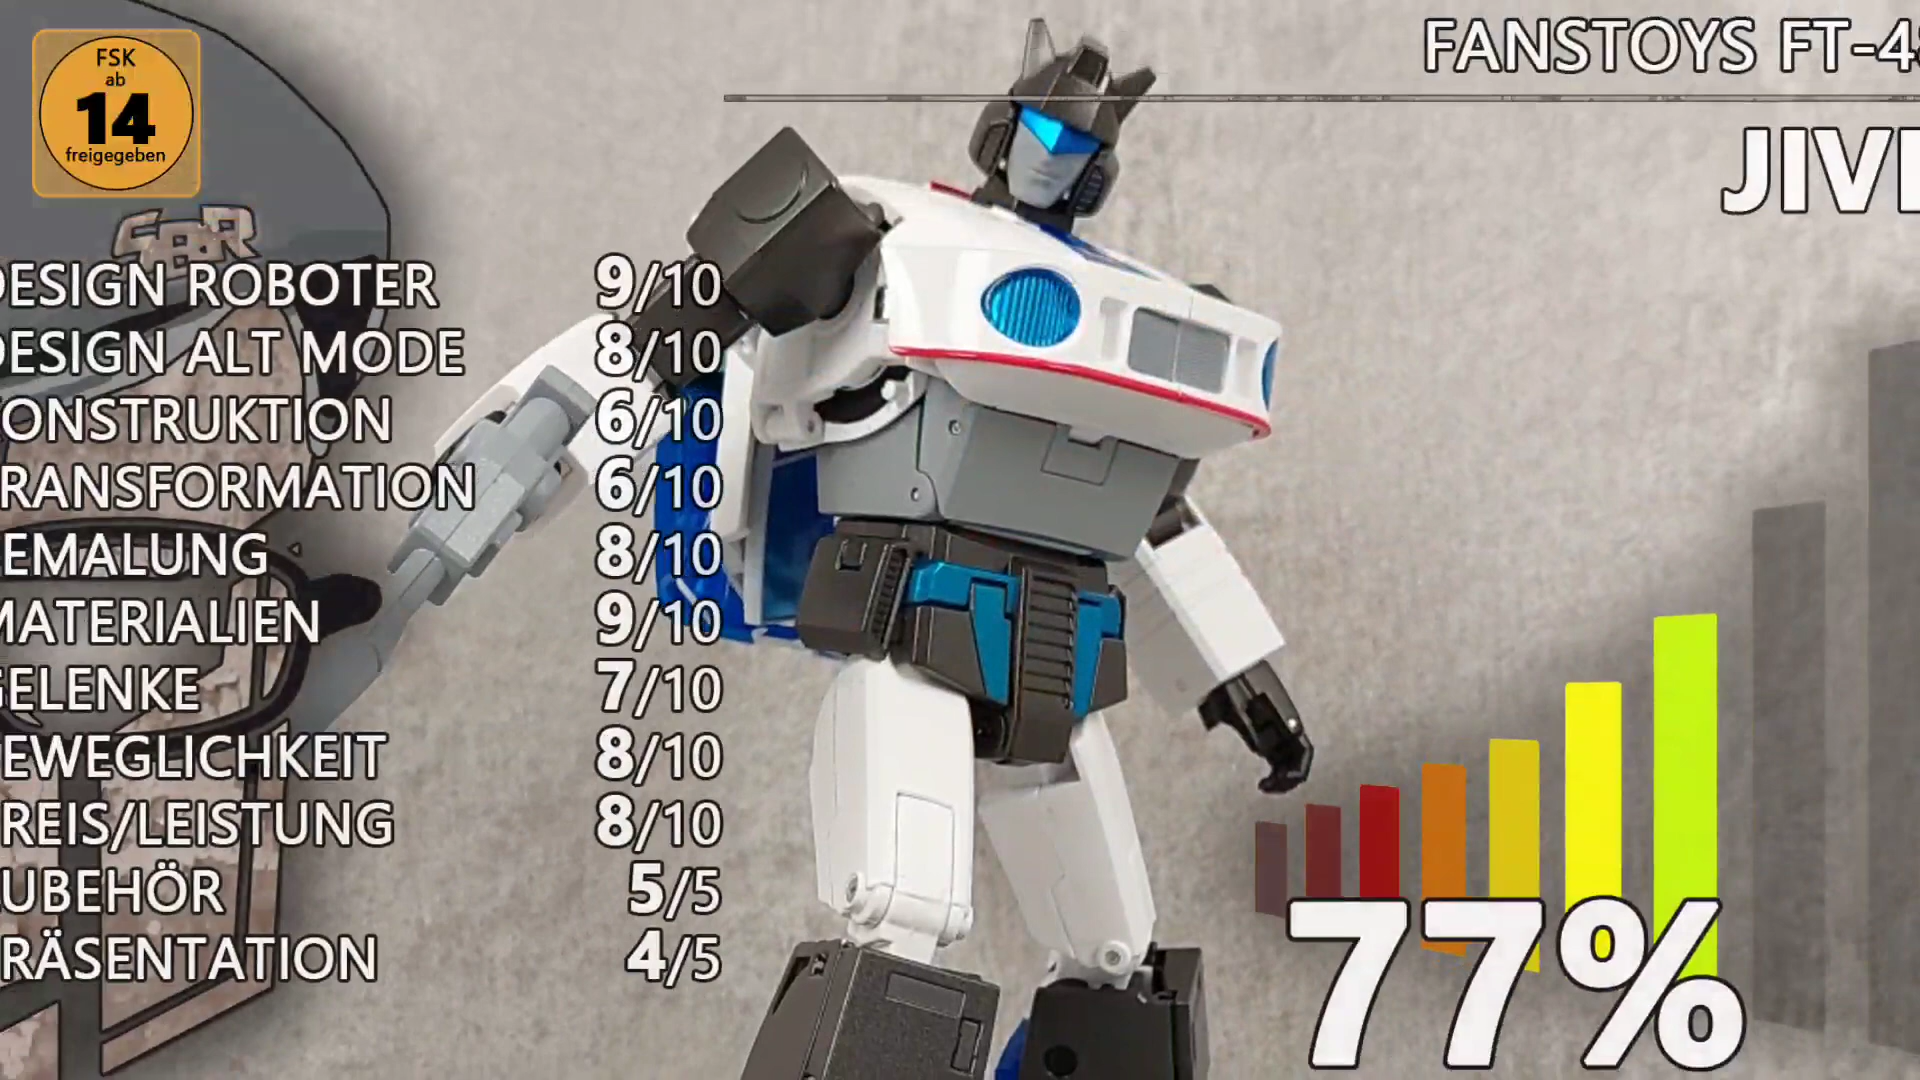 FSK
ab
14
freigegeben
FANSTOYS FT-4
JIV
SBR
ESIGN ROBOTER 9/10
DESIGN ALT MODE 8/10
ONSTRUKTION 6/10
RANSFORMATION 6/10
EMALUNG 8/10
MATERIALIEN 9/10
GELENKE 7/10
EWEGLICHKEIT 8/10
REIS/LEISTUNG 8/10
UBEHÖR 5/5
RÄSENTATION 4/5
77%